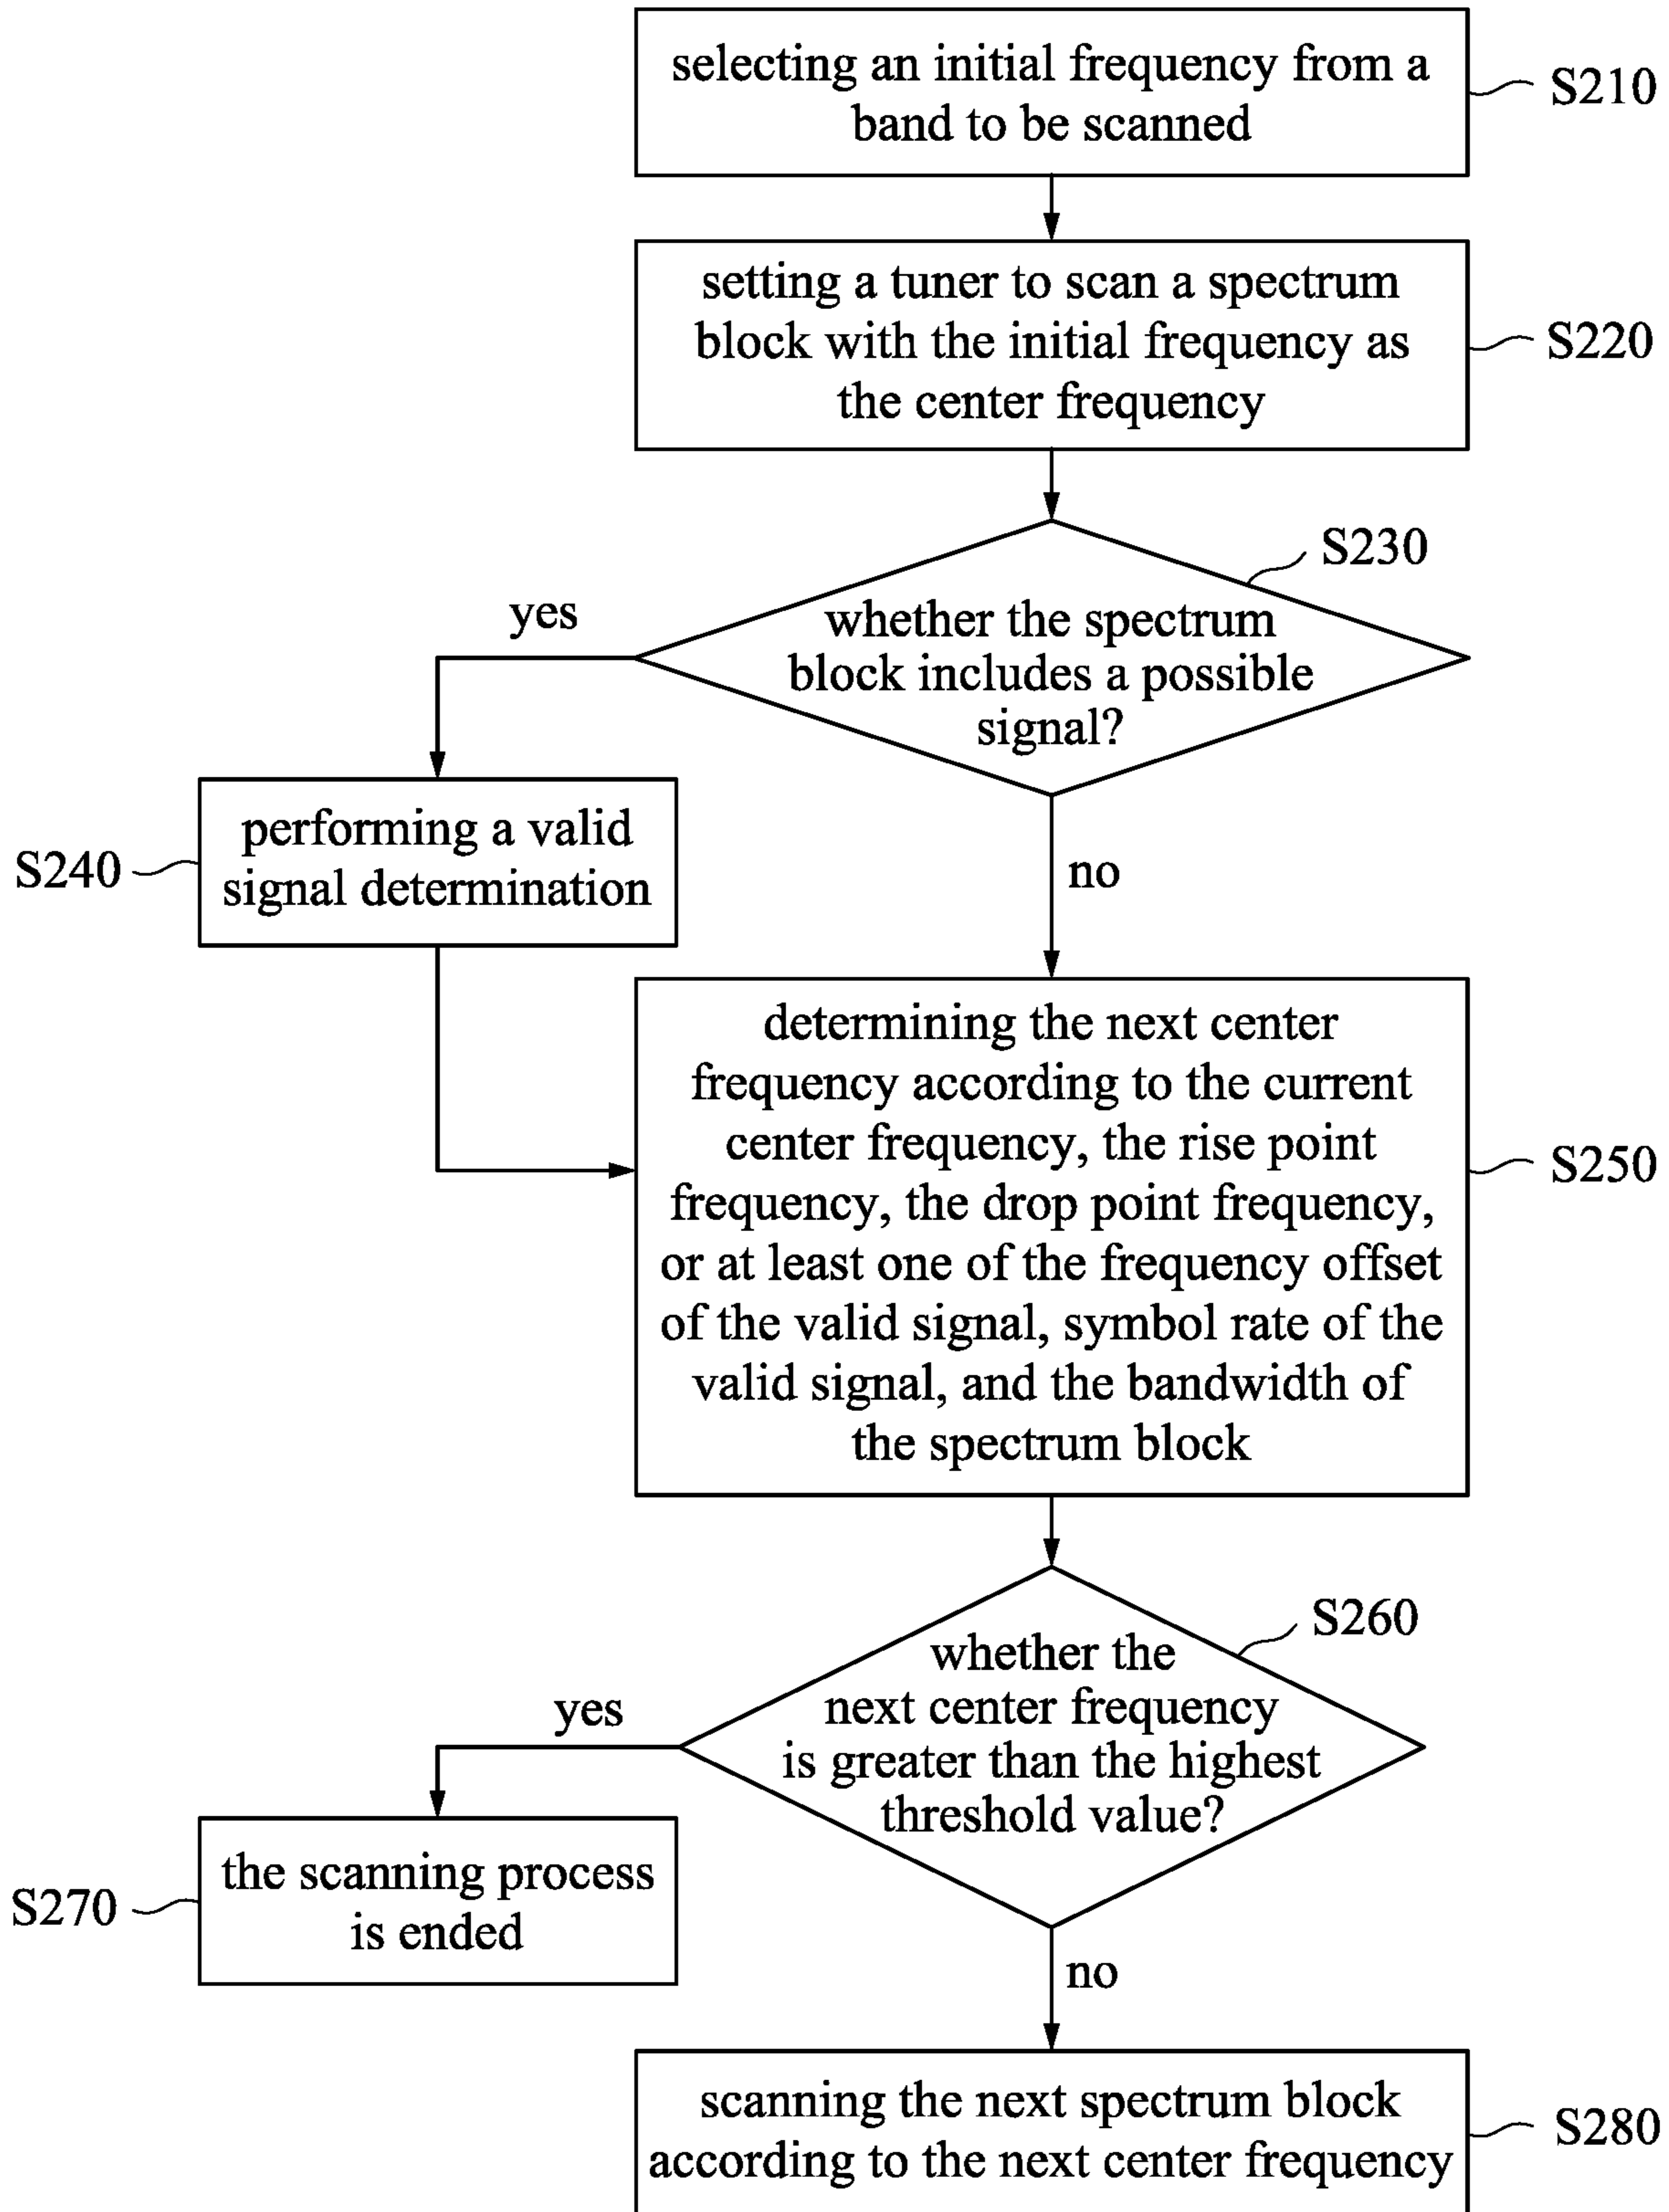 selecting an initial frequency from a
band to be scanned
S210
setting a tuner to scan a spectrum
block with the initial frequency as
the center frequency
S220
S230
whether the spectrum
block includes a possible
signal?
yes
no
performing a valid
signal determination
S240
determining the next center
frequency according to the current
center frequency, the rise point
frequency, the drop point frequency,
or at least one of the frequency offset
of the valid signal, symbol rate of the
valid signal, and the bandwidth of
the spectrum block
S250
S260
whether the
next center frequency
is greater than the highest
threshold value?
yes
the scanning process
is ended
S270
no
scanning the next spectrum block
according to the next center frequency
S280